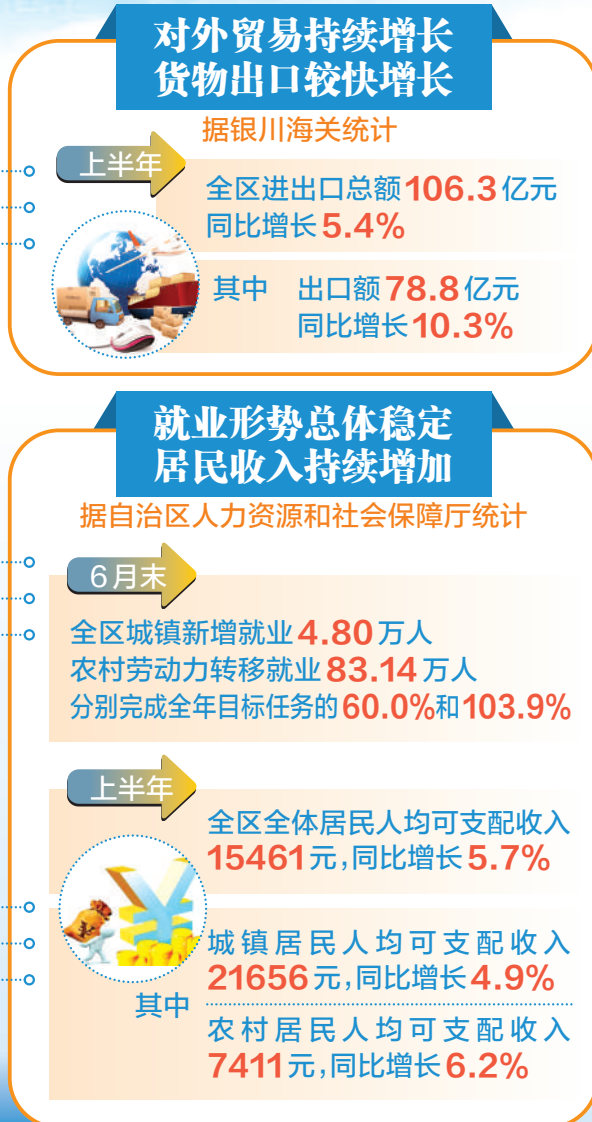 对外贸易持续增长
货物出口较快增长
据银川海关统计
上半年
全区进出口总额106.3亿元
同比增长5.4%
其中 出口额78.8亿元
同比增长10.3%
就业形势总体稳定
居民收入持续增加
据自治区人力资源和社会保障厅统计
6月末
全区城镇新增就业4.80万人
农村劳动力转移就业83.14万人
分别完成全年目标任务的60.0%和103.9%
上半年
全区全体居民人均可支配收入
15461元,同比增长5.7%
其中
城镇居民人均可支配收入
21656元,同比增长4.9%
农村居民人均可支配收入
7411元,同比增长6.2%